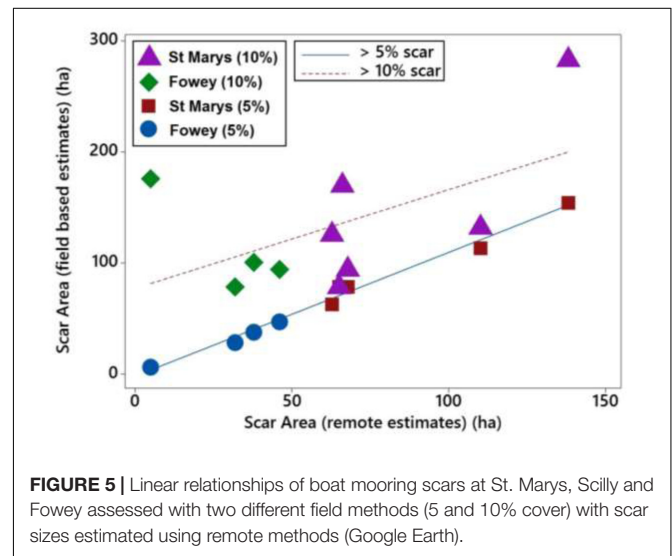 300
200
100
0
0
50
100
150
Scar Area (field based estimates) (ha)
Scar Area (remote estimates) (ha)
St Marys (10%)
Fowey (10%)
St Marys (5%)
Fowey (5%)
> 5% scar
> 10% scar
FIGURE 5 | Linear relationships of boat mooring scars at St. Marys, Scilly and
Fowey assessed with two different field methods (5 and 10% cover) with scar
sizes estimated using remote methods (Google Earth).